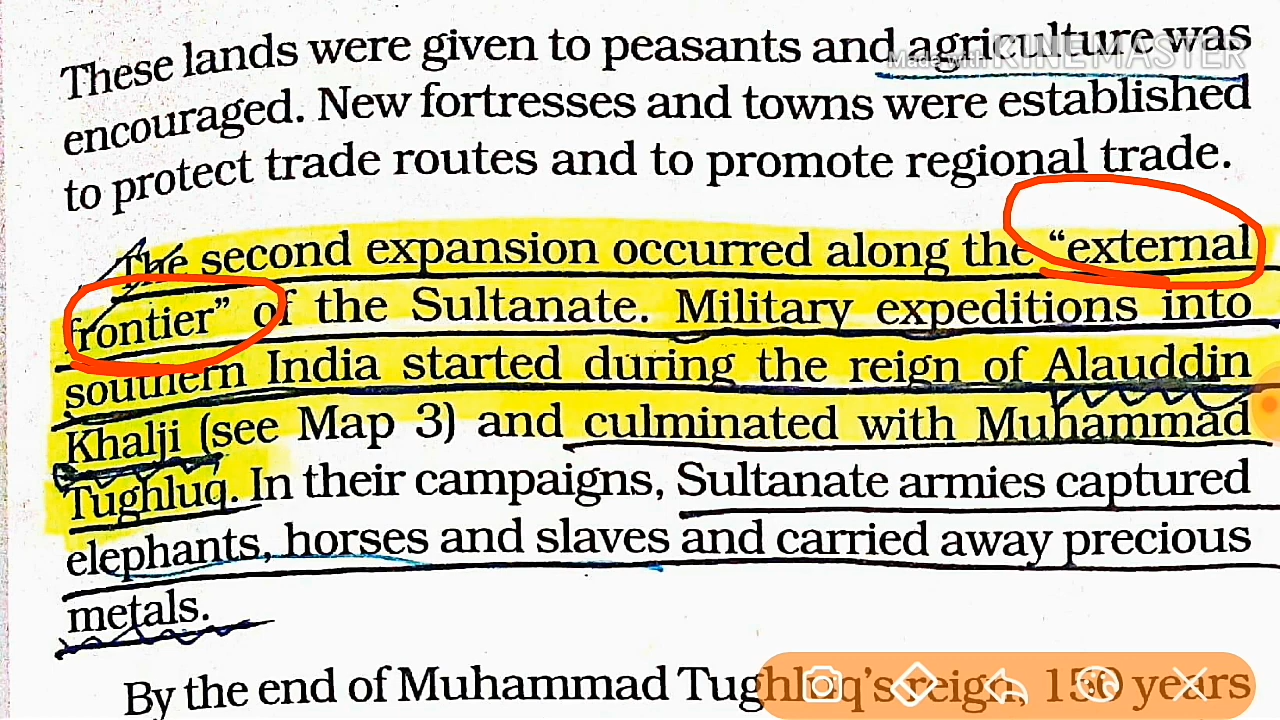 These lands were given to peasants and agriculture was
Made with KINEMASTER
encouraged. New fortresses and towns were established
to protect trade routes and to promote regional trade.
The second expansion occurred along the “external
frontier” of the Sultanate. Military expeditions into
southern India started during the reign of Alauddin
Khalji (see Map 3) and culminated with Muhammad
Tughluq. In their campaigns, Sultanate armies captured
elephants, horses and slaves and carried away precious
metals.
By the end of Muhammad Tughluq’s reign, 150 years